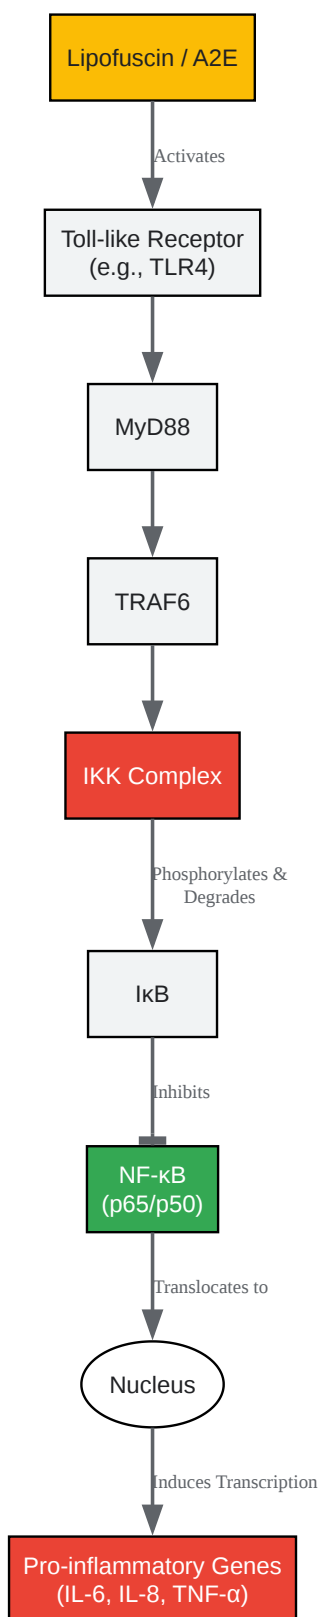 Lipofuscin / A2E
Activates
Toll-like Receptor
(e.g., TLR4)
MyD88
TRAF6
IKK Complex
Phosphorylates &
Degrades
IκB
Inhibits
NF-κB
(p65/p50)
Translocates to
Nucleus
Induces Transcription
Pro-inflammatory Genes
(IL-6, IL-8, TNF-α)